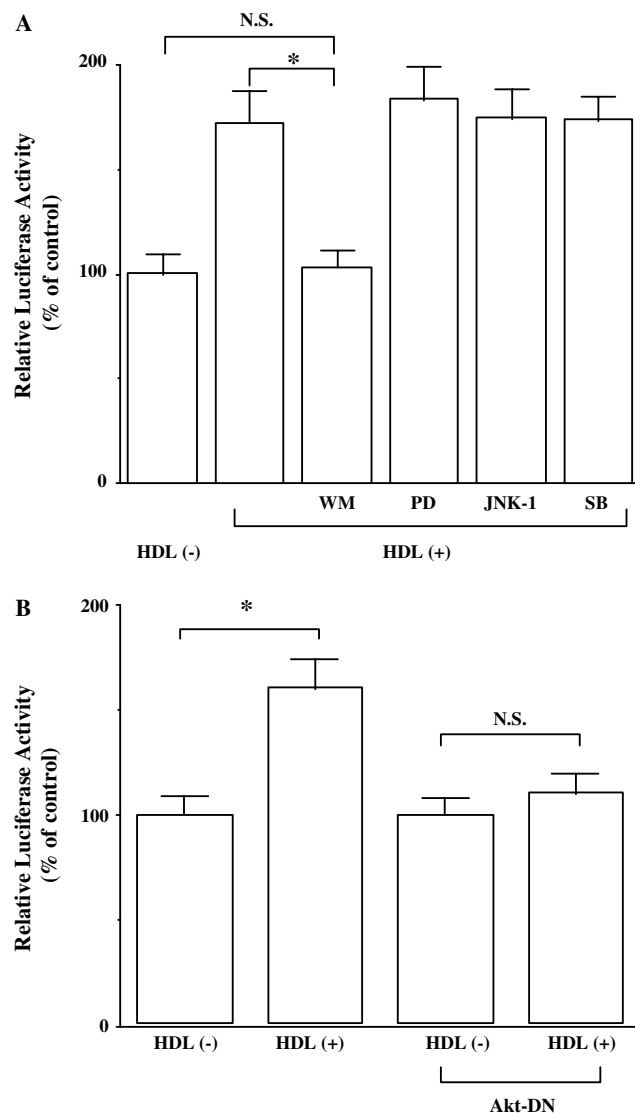 A
N.S.
*
200
100
0
Relative Luciferase Activity
(% of control)
WM PD JNK-1 SB
HDL (-) HDL (+)
B
200
*
N.S.
100
0
Relative Luciferase Activity
(% of control)
HDL (-) HDL (+) HDL (-) HDL (+)
Akt-DN